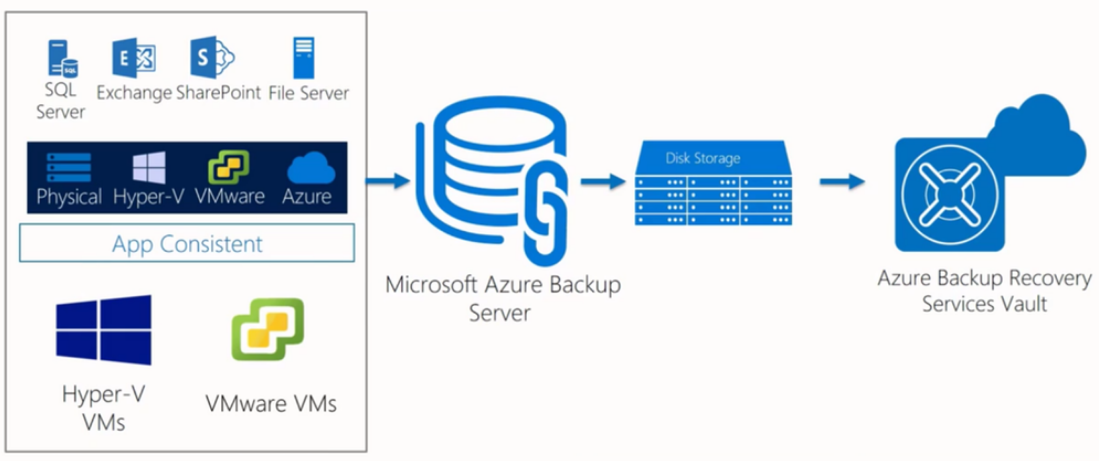 SQL
SQL Server
E
Exchange
S
SharePoint
File Server
Physical
Hyper-V
VMware
Azure
App Consistent
Hyper-V
VMs
VMware VMs
Microsoft Azure Backup
Server
Disk Storage
Azure Backup Recovery
Services Vault